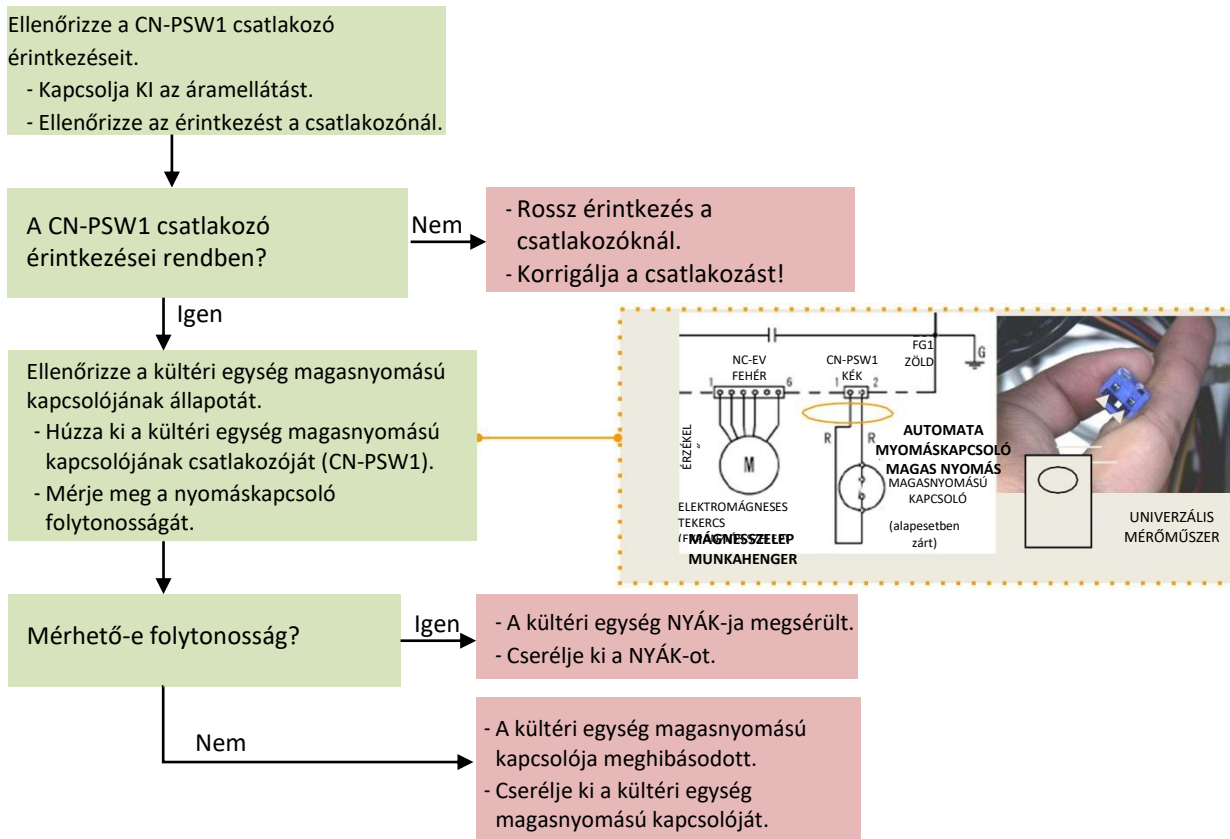 Ellenőrizze a CN-PSW1 csatlakozó
érintkezéseit.
- Kapcsolja KI az áramellátást.
- Ellenőrizze az érintkezést a csatlakozónál.
A CN-PSW1 csatlakozó
érintkezései rendben?
Nem
- Rossz érintkezés a
csatlakozóknál.
- Korrigálja a csatlakozást!
Igen
Ellenőrizze a kültéri egység magasnyomású
kapcsolójának állapotát.
- Húzza ki a kültéri egység magasnyomású
kapcsolójának csatlakozóját (CN-PSW1).
- Mérje meg a nyomáskapcsoló
folytonosságát.
NC-EV
FEHÉR
CN-PSW1
KÉK
FG1
ZÖLD
G
1
6
1
2
R
R
M
ÉRZÉKEL
"
ELEKTROMÁGNESES
TEKERCS
MÁGNESSZELEP
MUNKAHENGER
AUTOMATA
MYOMÁSKAPCSOLÓ
MAGAS NYOMÁS
MAGASNYOMÁSÚ
KAPCSOLÓ
(alapesetben
zárt)
UNIVERZÁLIS
MÉRŐMŰSZER
Mérhető-e folytonosság?
Igen
- A kültéri egység NYÁK-ja megsérült.
- Cserélje ki a NYÁK-ot.
Nem
- A kültéri egység magasnyomású
kapcsolója meghibásodott.
- Cserélje ki a kültéri egység
magasnyomású kapcsolóját.